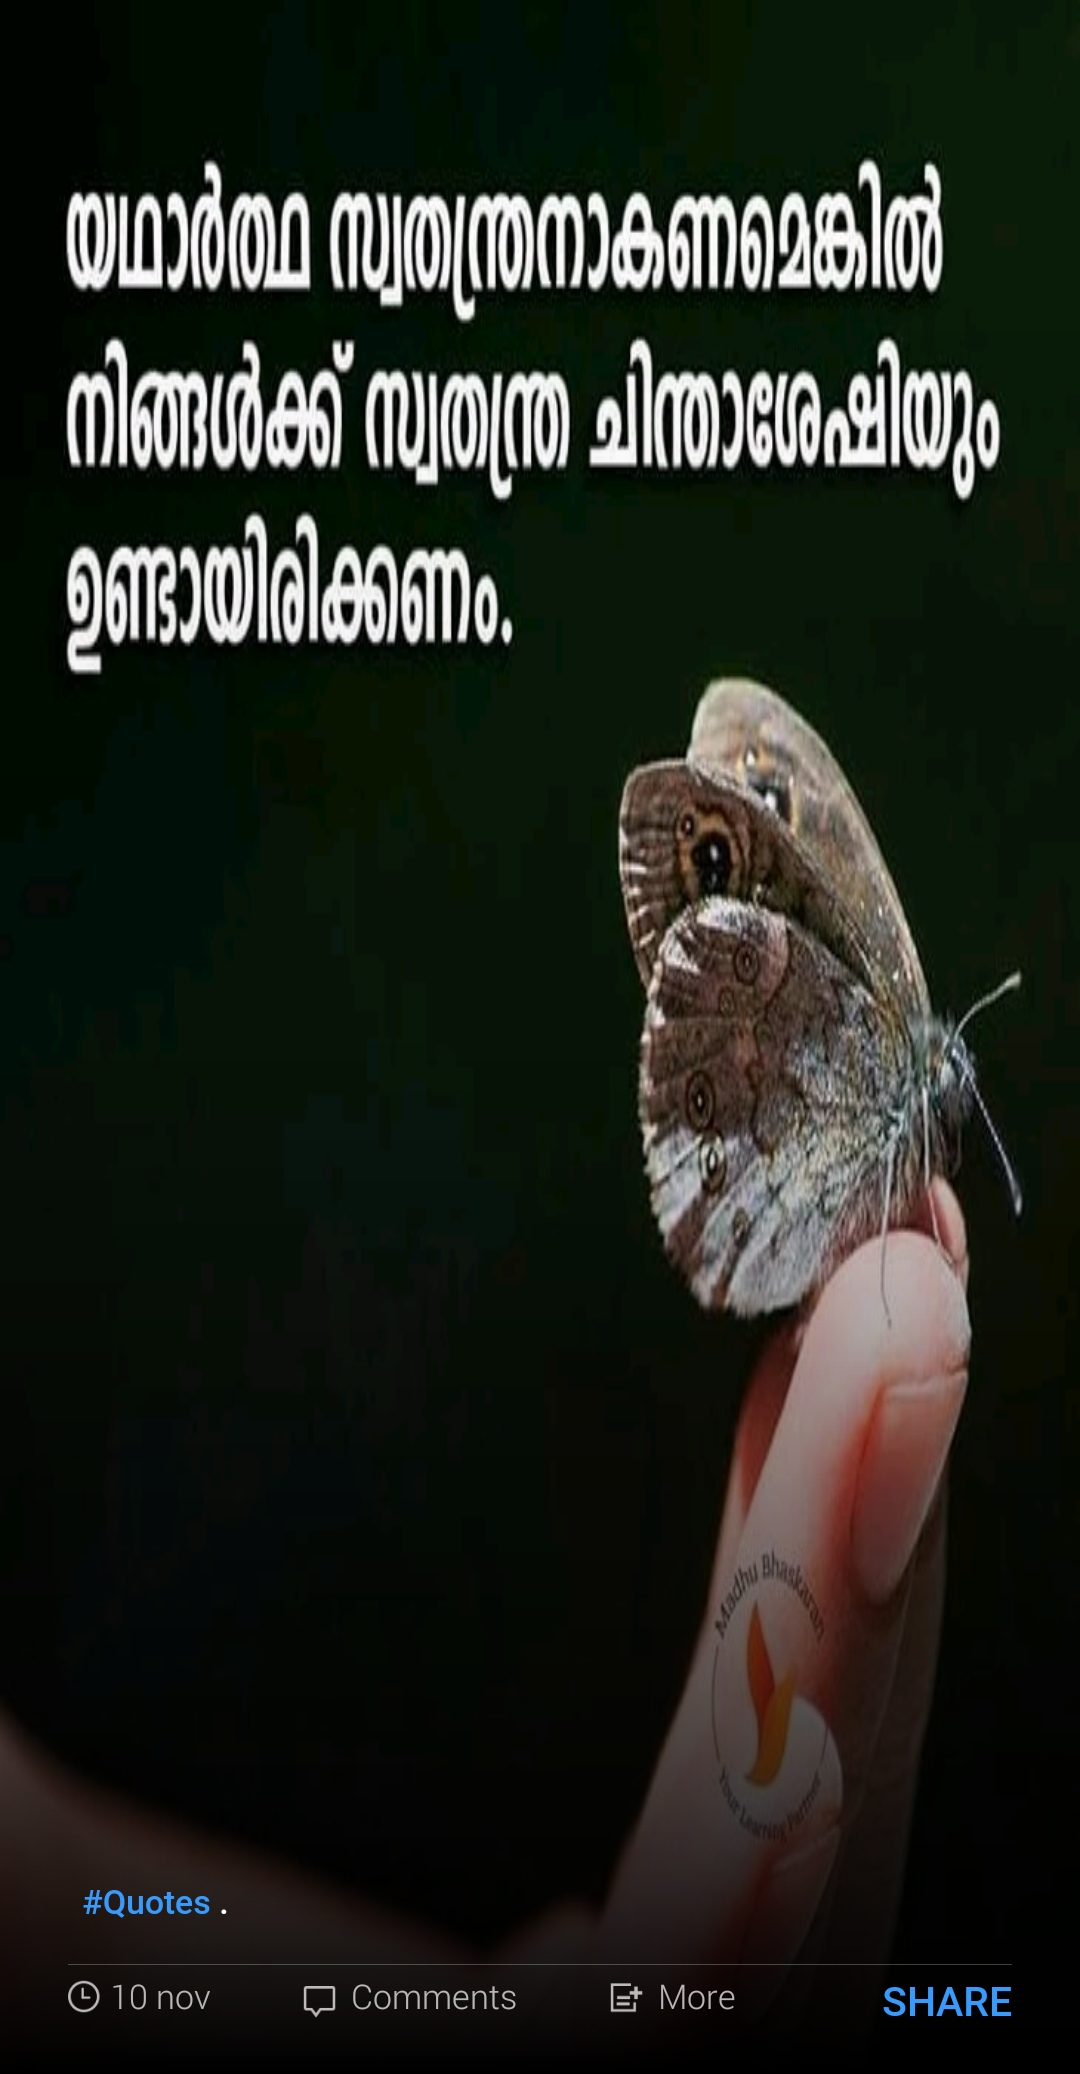 യഥാർത്ഥ സ്വതന്ത്രനാകണമെങ്കിൽ
നിങ്ങൾക്ക് സ്വതന്ത്ര ചിന്താശേഷിയും
ഉണ്ടായിരിക്കണം.
Madhu Bhaskaran
Your Learning Partner
#Quotes .
10 nov
Comments
More
SHARE